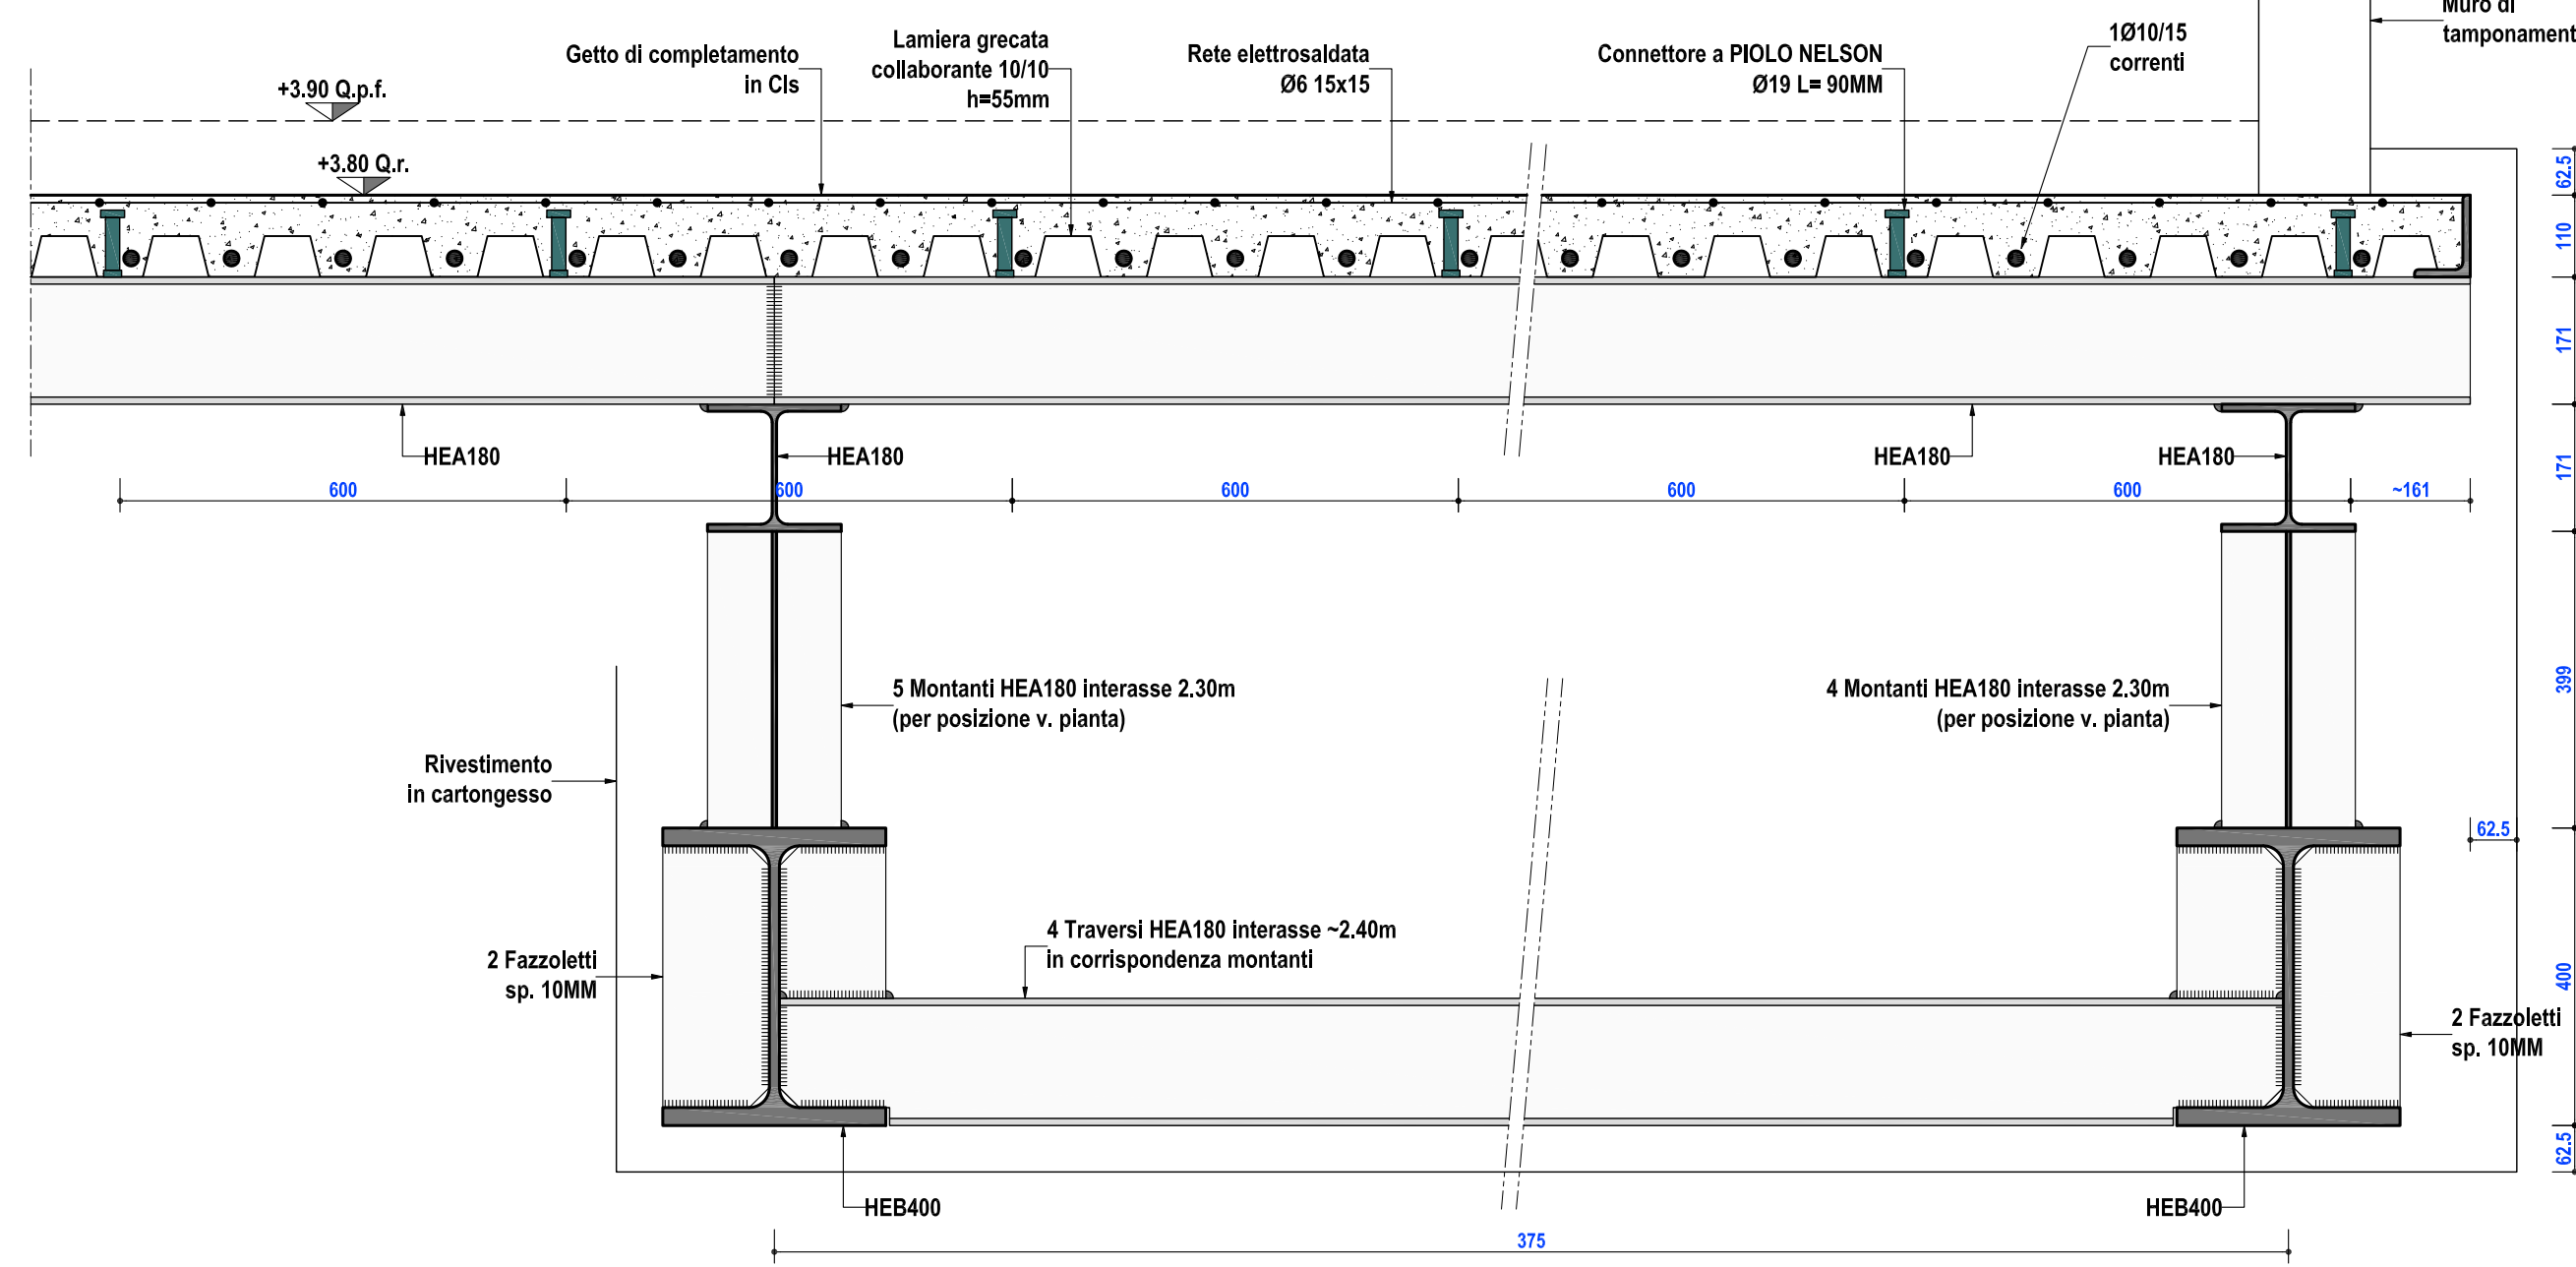 Muro di
tamponament
1Ø10/15
correnti
Lamiera grecata
collaborante 10/10
h=55mm
Getto di completamento
in Cls
Rete elettrosaldata
Ø6 15x15
Connettore a PIOLO NELSON
Ø19 L= 90MM
+3.90 Q.p.f.
+3.80 Q.r.
62.5
110
171
HEA180
HEA180
HEA180
HEA180
171
600
600
600
600
600
~161
5 Montanti HEA180 interasse 2.30m
(per posizione v. pianta)
4 Montanti HEA180 interasse 2.30m
(per posizione v. pianta)
399
Rivestimento
in cartongesso
62.5
4 Traversi HEA180 interasse ~2.40m
in corrispondenza montanti
2 Fazzoletti
sp. 10MM
400
2 Fazzoletti
sp. 10MM
62.5
HEB400
HEB400
375